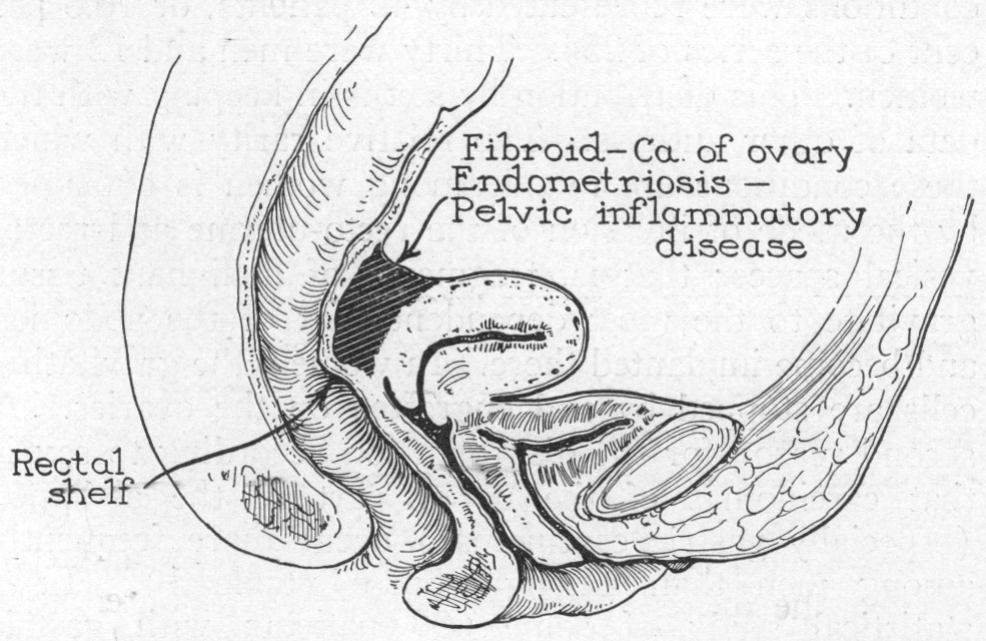 Fibroid—Ca. of ovary
Endometriosis —
Pelvic inflammatory
disease
Rectal
shelf